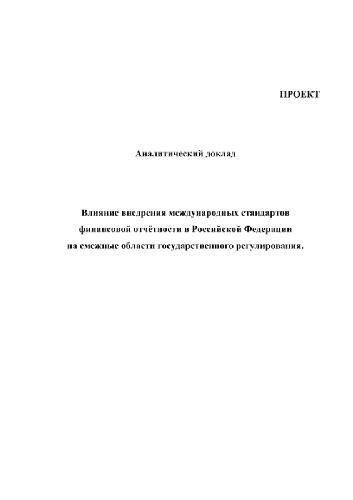 ПРОЕКТ
Аналитический доклад
Влияние внедрения международных стандартов
финансовой отчётности в Российской Федерации
на смежные области государственного регулирования.